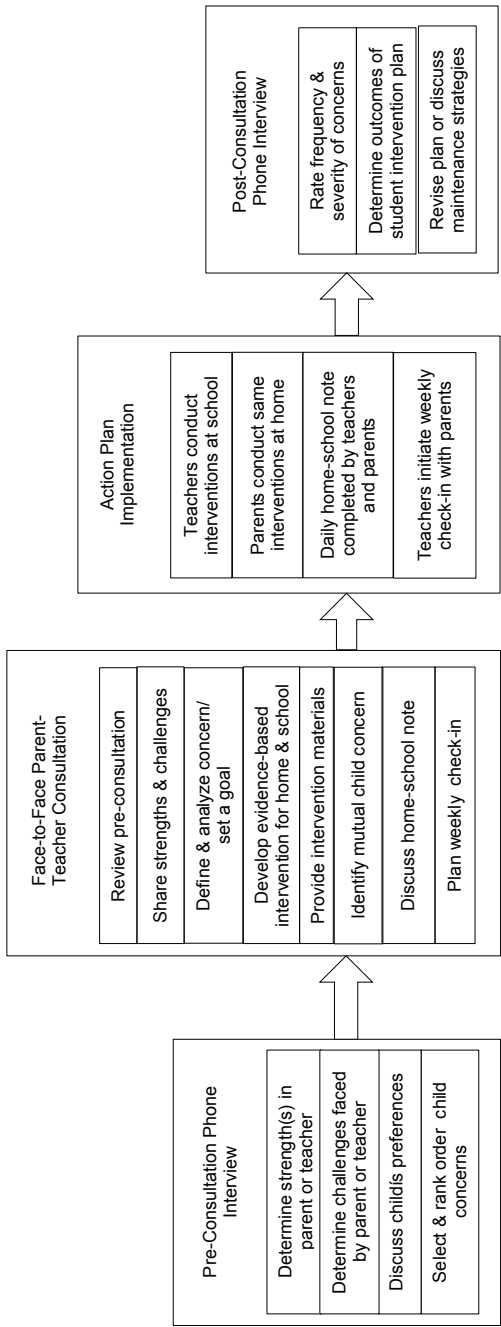 Pre-Consultation Phone
Interview
Determine strength(s) in
parent or teacher
Determine challenges faced
by parent or teacher
Discuss childís preferences
Select & rank order child
concerns
Face-to-Face Parent-
Teacher Consultation
Review pre-consultation
Share strengths & challenges
Define & analyze concern/
set a goal
Develop evidence-based
intervention for home & school
Provide intervention materials
Identify mutual child concern
Discuss home-school note
Plan weekly check-in
Action Plan
Implementation
Teachers conduct
interventions at school
Parents conduct same
interventions at home
Daily home-school note
completed by teachers
and parents
Teachers initiate weekly
check-in with parents
Post-Consultation
Phone Interview
Rate frequency &
severity of concerns
Determine outcomes of
student intervention plan
Revise plan or discuss
maintenance strategies